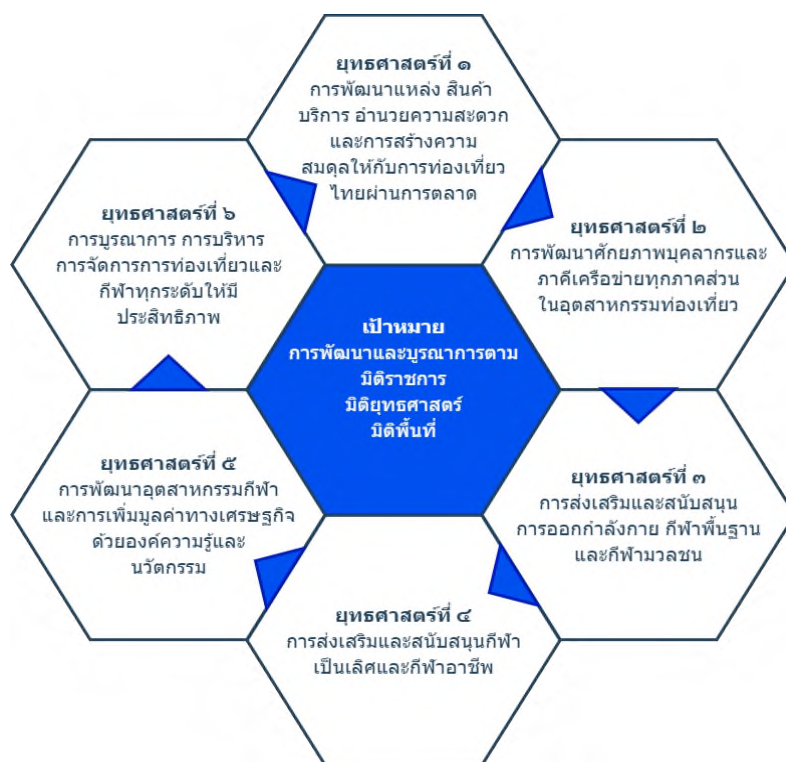 ยุทธศาสตร์ที่ ๑
การพัฒนาแหล่ง สินค้า
บริการ อำนวยความสะดวก
และการสร้างความ
สมดุลให้กับการท่องเที่ยว
ไทยผ่านการตลาด
ยุทธศาสตร์ที่ ๒
การพัฒนาศักยภาพบุคลากรและ
ภาคีเครือข่ายทุกภาคส่วน
ในอุตสาหกรรมท่องเที่ยว
ยุทธศาสตร์ที่ ๓
การส่งเสริมและสนับสนุน
การออกกำลังกาย กีฬาพื้นฐาน
และกีฬามวลชน
ยุทธศาสตร์ที่ ๔
การส่งเสริมและสนับสนุนกีฬา
เป็นเลิศและกีฬาอาชีพ
ยุทธศาสตร์ที่ ๕
การพัฒนาอุตสาหกรรมกีฬา
และการเพิ่มมูลค่าทางเศรษฐกิจ
ด้วยองค์ความรู้และ
นวัตกรรม
ยุทธศาสตร์ที่ ๖
การบูรณาการ การบริหาร
การจัดการการท่องเที่ยวและ
กีฬาทุกระดับให้มี
ประสิทธิภาพ
เป้าหมาย
การพัฒนาและบูรณาการตาม
มิติราชการ
มิติยุทธศาสตร์
มิติพื้นที่